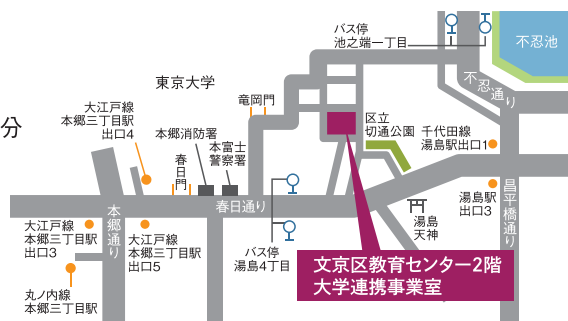 バス停
池之端一丁目
不忍池
不忍通り
東京大学
竜岡門
大江戸線
本郷三丁目駅
出口4
分
本郷消防署
本富士
警察署
春日門
区立
切通公園
千代田線
湯島駅出口1
春日通り
湯島駅
出口3
昌平橋通り
湯島
天神
本郷通り
大江戸線
本郷三丁目駅
出口3
大江戸線
本郷三丁目駅
出口5
バス停
湯島4丁目
文京区教育センター2階
大学連携事業室
丸ノ内線
本郷三丁目駅